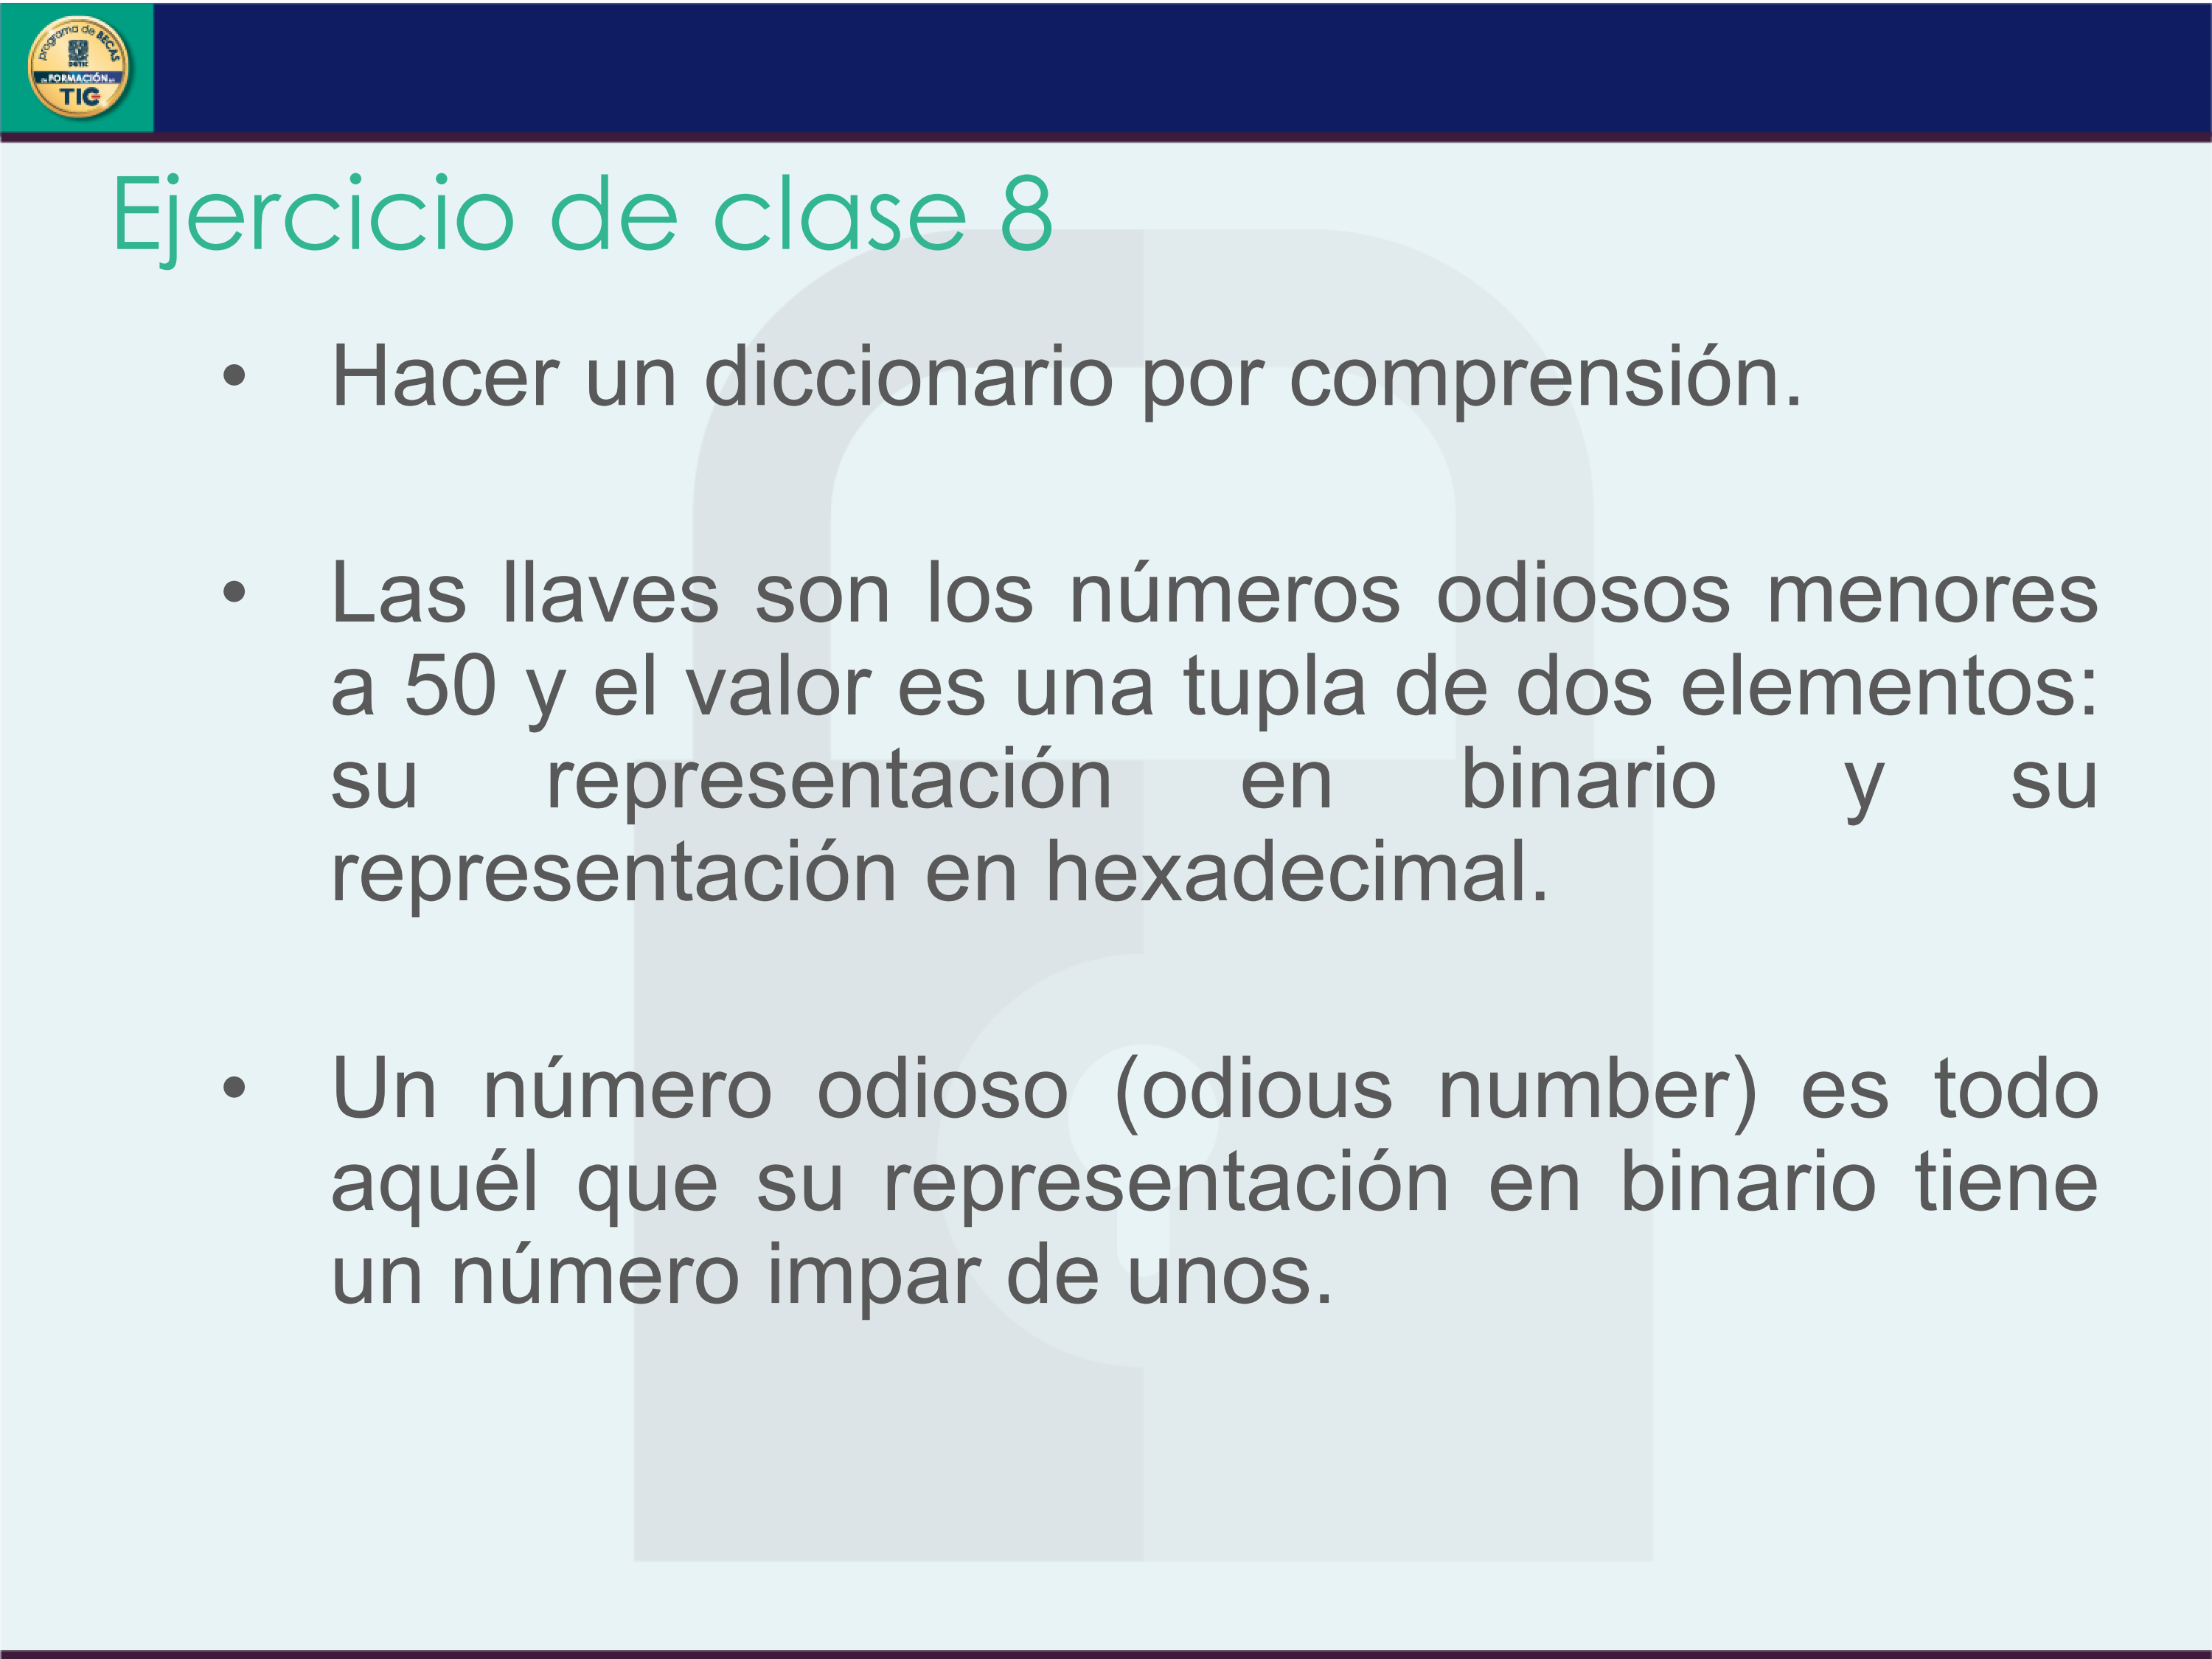 programa de BECAS
DGTIC
de FORMACIÓN en
TIC
Ejercicio de clase 8
• Hacer un diccionario por comprensión.
• Las llaves son los números odiosos menores
a 50 y el valor es una tupla de dos elementos:
su representación en binario y su
representación en hexadecimal.
• Un número odioso (odious number) es todo
aquél que su representación en binario tiene
un número impar de unos.